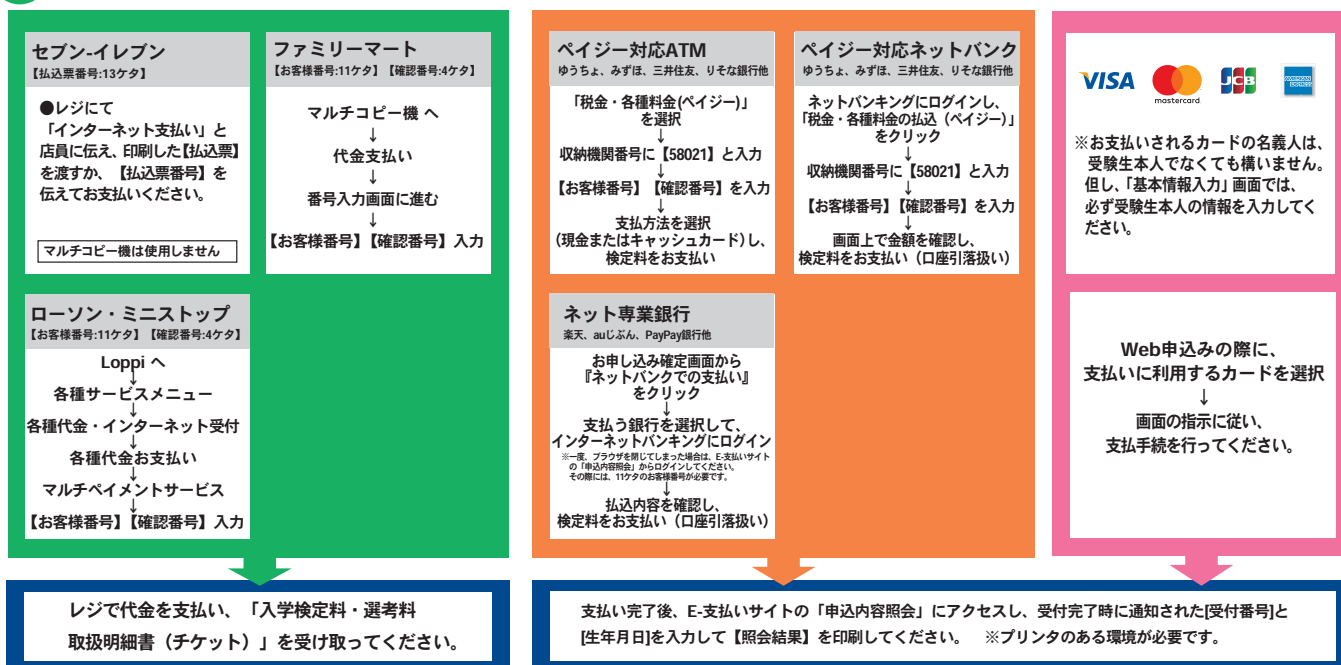 セブン-イレブン
【払込票番号:13ケタ】
●レジにて
「インターネット支払い」と
店員に伝え、印刷した【払込票】
を渡すか、【払込票番号】を
伝えてお支払いください。
マルチコピー機は使用しません
ファミリーマート
【お客様番号:11ケタ】【確認番号:4ケタ】
マルチコピー機 へ
↓
代金支払い
↓
番号入力画面に進む
↓
【お客様番号】【確認番号】入力
ローソン・ミニストップ
【お客様番号:11ケタ】【確認番号:4ケタ】
Loppi へ
↓
各種サービスメニュー
↓
各種代金・インターネット受付
↓
各種代金お支払い
↓
マルチペイメントサービス
↓
【お客様番号】【確認番号】入力
ペイジー対応ATM
ゆうちょ、みずほ、三井住友、りそな銀行他
「税金・各種料金(ペイジー)」
を選択
↓
収納機関番号に【58021】と入力
↓
【お客様番号】【確認番号】を入力
↓
支払方法を選択
(現金またはキャッシュカード)し、
検定料をお支払い
ペイジー対応ネットバンク
ゆうちょ、みずほ、三井住友、りそな銀行他
ネットバンキングにログインし、
「税金・各種料金の払込(ペイジー)」
をクリック
↓
収納機関番号に【58021】と入力
↓
【お客様番号】【確認番号】を入力
↓
画面上で金額を確認し、
検定料をお支払い(口座引落扱い)
ネット専業銀行
楽天、auじぶん、PayPay銀行他
お申し込み確定画面から
『ネットバンクでの支払い』
をクリック
↓
支払う銀行を選択して、
インターネットバンキングにログイン
※一度、ブラウザを閉じてしまった場合は、E-支払いサイト
の「申込内容照会」からログインしてください。
その際には、11ケタのお客様番号が必要です。
↓
払込内容を確認し、
検定料をお支払い(口座引落扱い)
VISA
mastercard
JCB
AMERICAN EXPRESS
※お支払いされるカードの名義人は、
受験生本人でなくても構いません。
但し、「基本情報入力」画面では、
必ず受験生本人の情報を入力してく
ださい。
Web申込みの際に、
支払いに利用するカードを選択
↓
画面の指示に従い、
支払手続を行ってください。
レジで代金を支払い、「入学検定料・選考料
取扱明細書(チケット)」を受け取ってください。
支払い完了後、E-支払いサイトの「申込内容照会」にアクセスし、受付完了時に通知された[受付番号]と
[生年月日]を入力して【照会結果】を印刷してください。 ※プリンタのある環境が必要です。